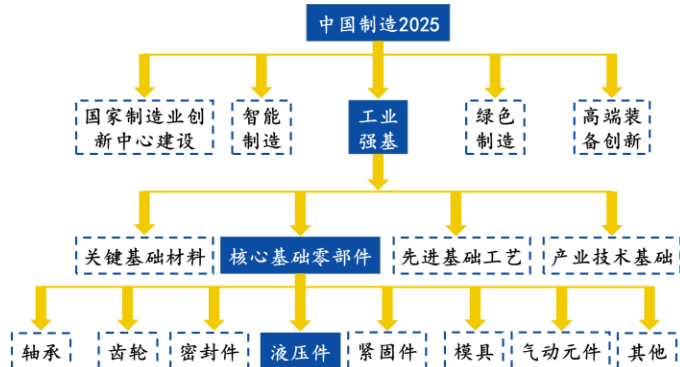 中国制造2025
国家制造业创
新中心建设
智能
制造
工业
强基
绿色
制造
高端装
备创新
关键基础材料
核心基础零部件
先进基础工艺
产业技术基础
轴承
齿轮
密封件
液压件
紧固件
模具
气动元件
其他